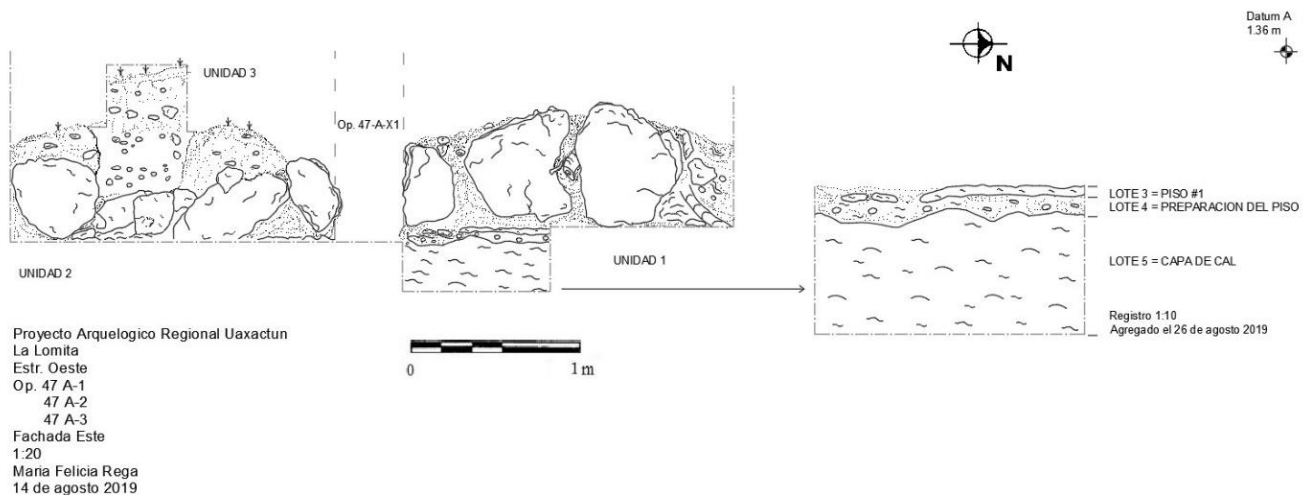 Datum A
1.36 m
N
UNIDAD 3
Op. 47-A-X1
LOTE 3 = PISO #1
LOTE 4 = PREPARACION DEL PISO
UNIDAD 2
UNIDAD 1
LOTE 5 = CAPA DE CAL
Registro 1:10
Agregado el 26 de agosto 2019
Proyecto Arquelogico Regional Uaxactun
La Lomita
Estr. Oeste
Op. 47 A-1
47 A-2
47 A-3
Fachada Este
1:20
Maria Felicia Rega
14 de agosto 2019
0 1 m